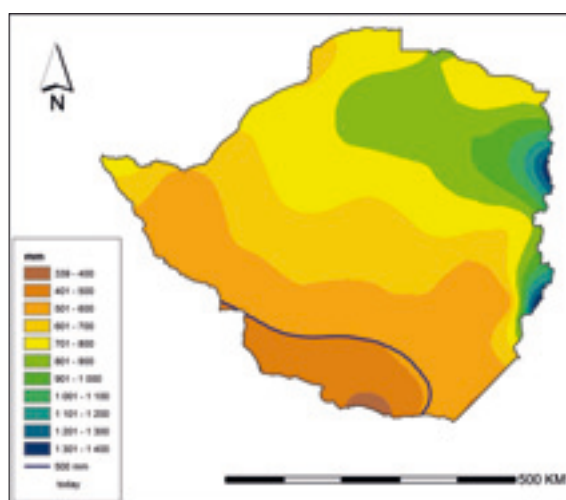 N
mm
339 - 400
401 - 500
501 - 600
601 - 700
701 - 800
801 - 900
901 - 1 000
1 001 - 1 100
1 101 - 1 200
1 201 - 1 300
1 301 - 1 400
500 mm
today
500 KM